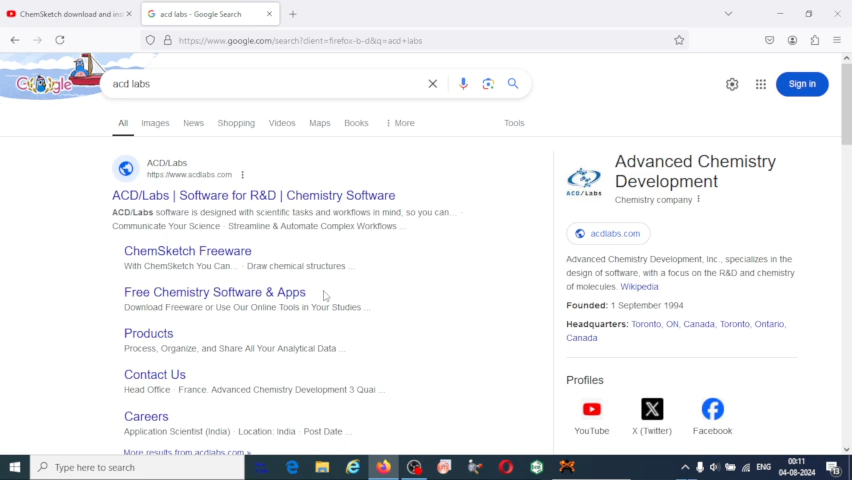 ChemSketch download and inst
acd labs - Google Search
https://www.google.com/search?client=firefox-b-d&q=acd+labs
Google
acd labs
Sign in
All
Images
News
Shopping
Videos
Maps
Books
More
Tools
ACD/Labs
https://www.acdlabs.com
ACD/Labs | Software for R&D | Chemistry Software
ACD/Labs software is designed with scientific tasks and workflows in mind, so you can...
Communicate Your Science · Streamline & Automate Complex Workflows ...
ChemSketch Freeware
With ChemSketch You Can... · Draw chemical structures ...
Free Chemistry Software & Apps
Download Freeware or Use Our Online Tools in Your Studies ...
Products
Process, Organize, and Share All Your Analytical Data ...
Contact Us
Head Office · France. Advanced Chemistry Development 3 Quai ...
Careers
Application Scientist (India) · Location: India · Post Date ...
More results from acdlabs.com »
Advanced Chemistry
Development
Chemistry company
ACD/LABS
acdlabs.com
Advanced Chemistry Development, Inc., specializes in the
design of software, with a focus on the R&D and chemistry
of molecules. Wikipedia
Founded: 1 September 1994
Headquarters: Toronto, ON, Canada, Toronto, Ontario,
Canada
Profiles
YouTube
X (Twitter)
Facebook
Type here to search
ENG
00:11
04-08-2024
13